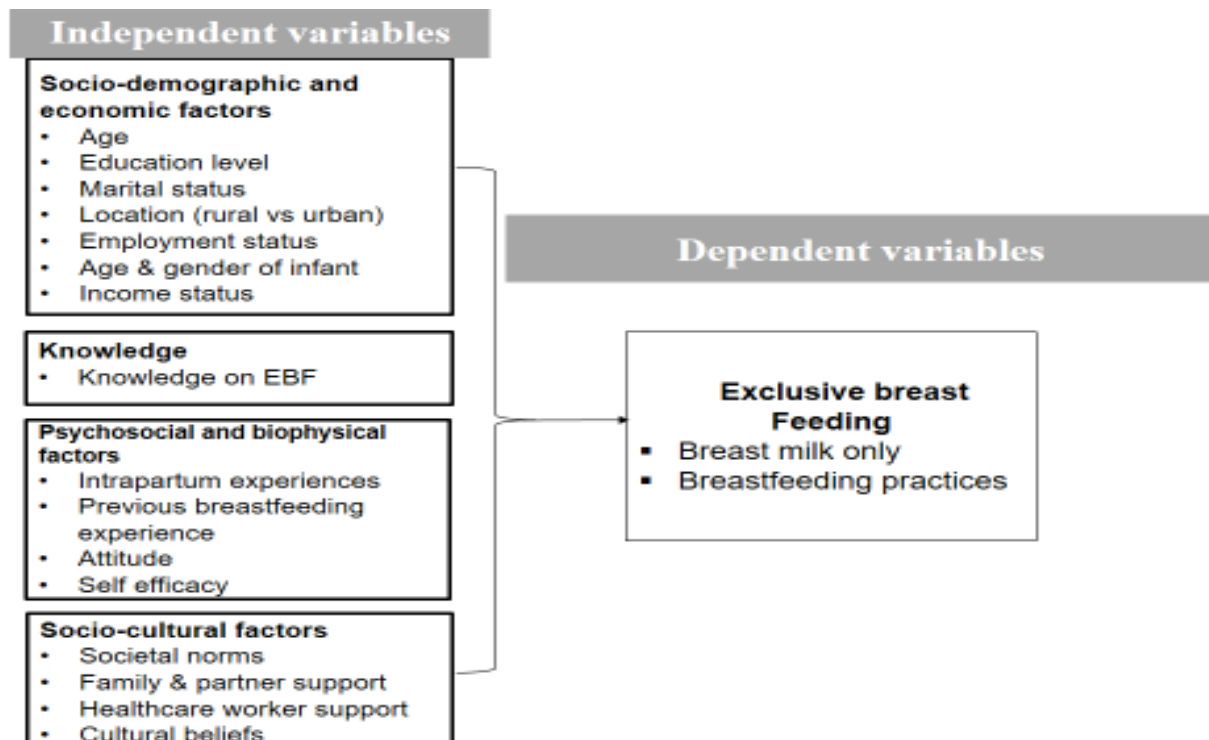 Independent variables
Socio-demographic and
economic factors
• Age
• Education level
• Marital status
• Location (rural vs urban)
• Employment status
• Age & gender of infant
• Income status
Knowledge
• Knowledge on EBF
Psychosocial and biophysical
factors
• Intrapartum experiences
• Previous breastfeeding
experience
• Attitude
• Self efficacy
Socio-cultural factors
• Societal norms
• Family & partner support
• Healthcare worker support
• Cultural beliefs
Dependent variables
Exclusive breast
Feeding
▪ Breast milk only
▪ Breastfeeding practices